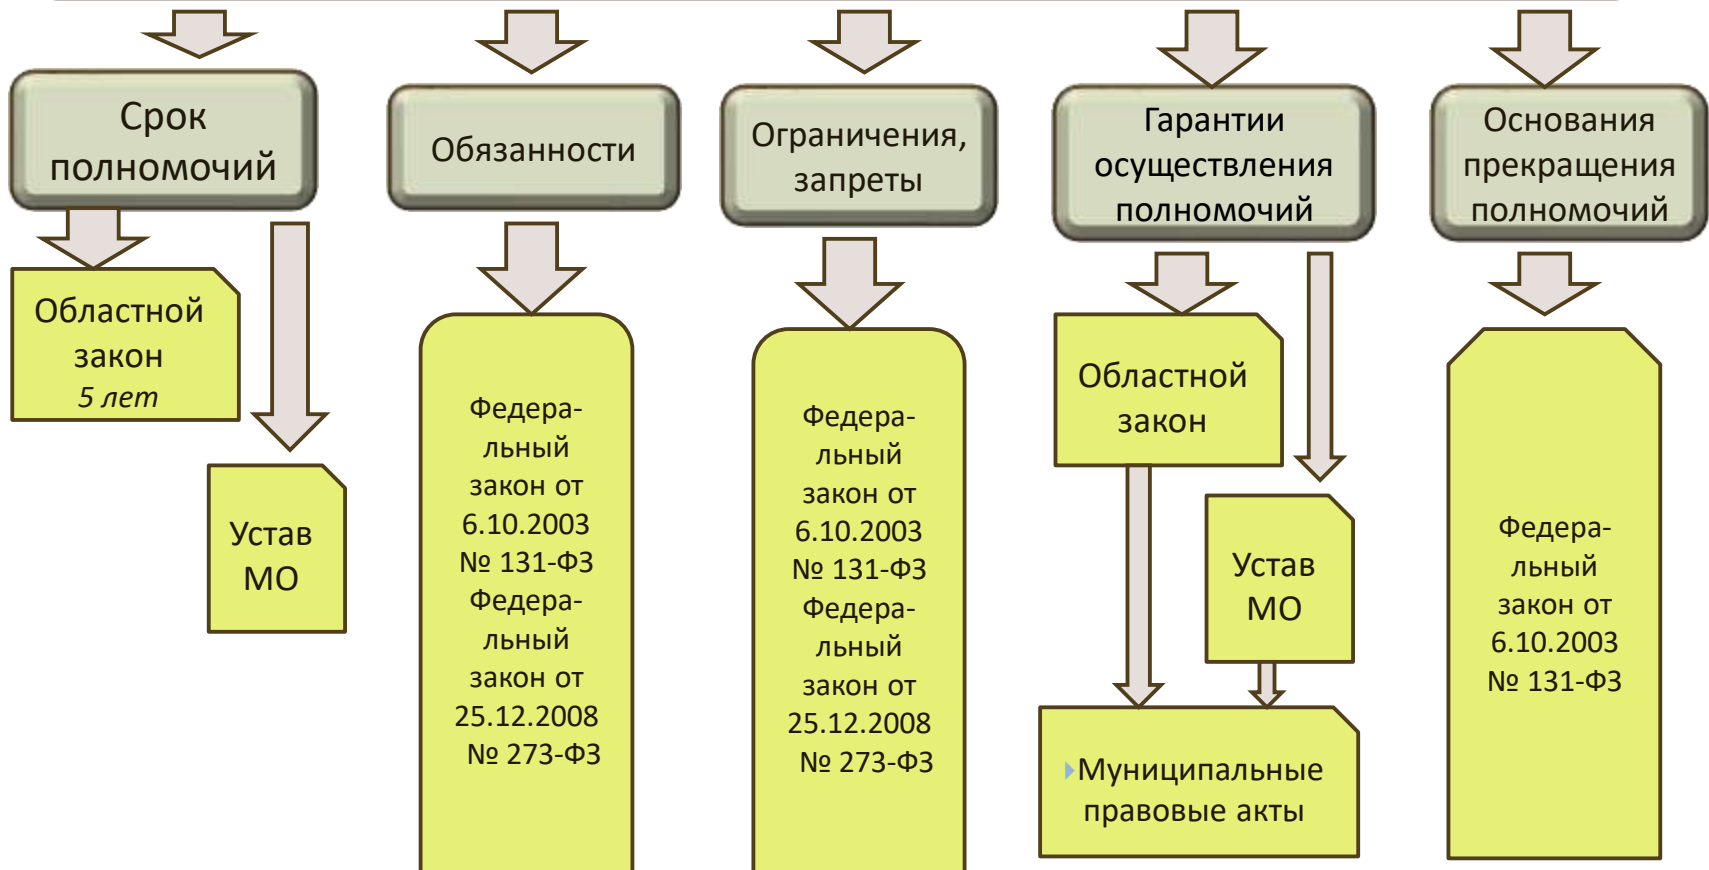 Срок
полномочий
Областной
закон
5 лет
Устав
МО
Обязанности
Федера-
льный
закон от
6.10.2003
№ 131-ФЗ
Федера-
льный
закон от
25.12.2008
№ 273-ФЗ
Ограничения,
запреты
Федера-
льный
закон от
6.10.2003
№ 131-ФЗ
Федера-
льный
закон от
25.12.2008
№ 273-ФЗ
Гарантии
осуществления
полномочий
Областной
закон
Устав
МО
Муниципальные
правовые акты
Основания
прекращения
полномочий
Федера-
льный
закон от
6.10.2003
№ 131-ФЗ